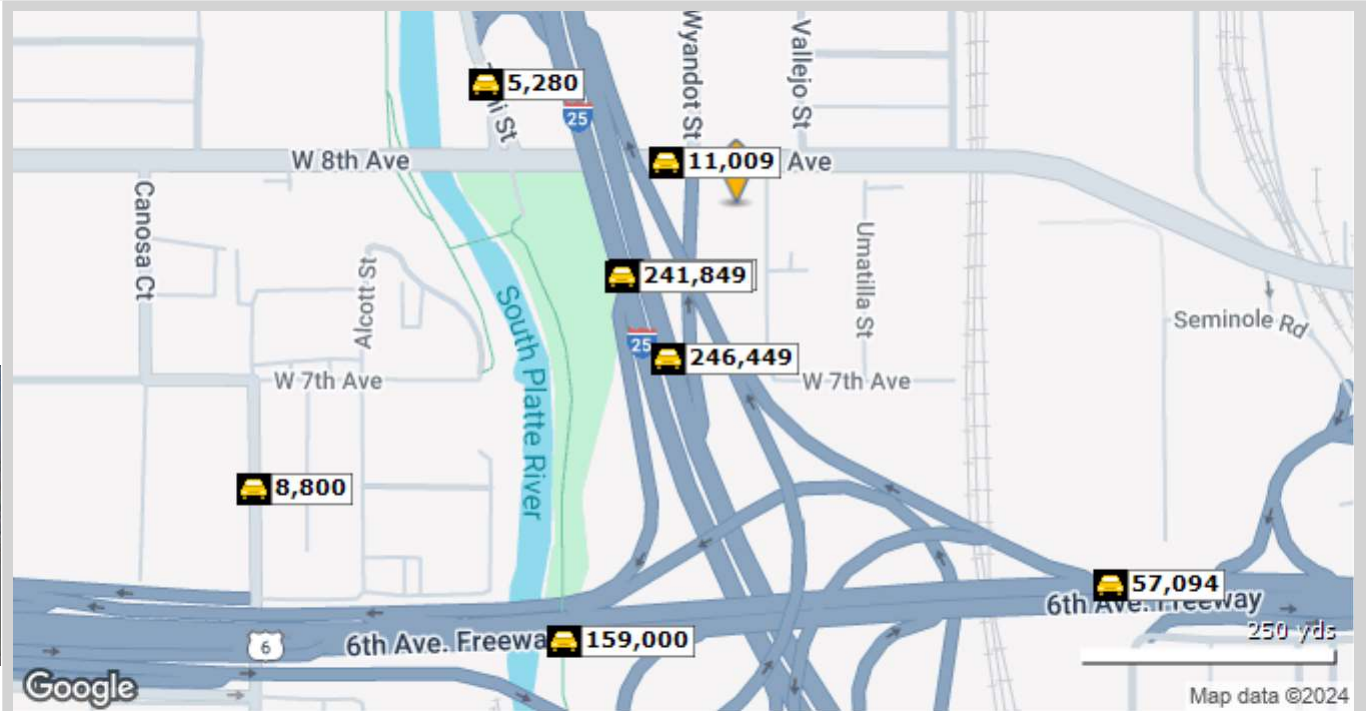 Wyandot St
Vallejo St
5,280
ni St
25
W 8th Ave
11,009
Ave
Canosa Ct
Umatilla St
Alcott St
241,849
South Platte River
Seminole Rd
25
246,449
W 7th Ave
W 7th Ave
8,800
57,094
6th Ave. Freeway
250 yds
6
6th Ave. Freewa
159,000
Google
Map data ©2024